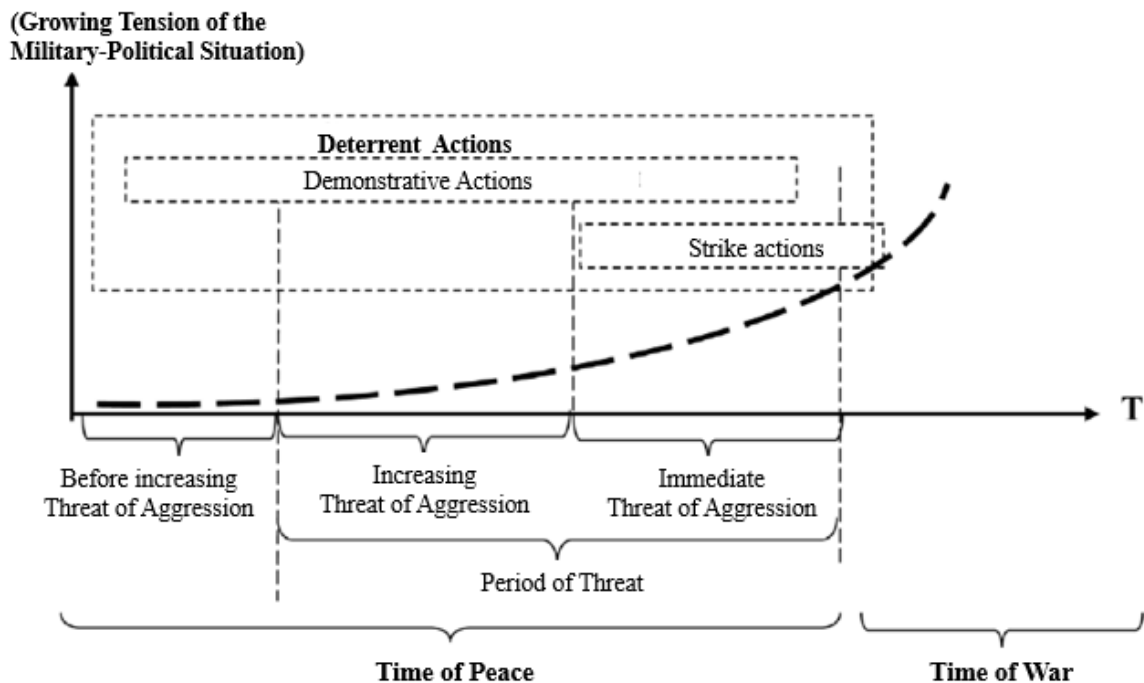 (Growing Tension of the
Military-Political Situation)
Deterrent Actions
Demonstrative Actions
Strike actions
T
Before increasing
Threat of Aggression
Increasing
Threat of Aggression
Immediate
Threat of Aggression
Period of Threat
Time of Peace
Time of War